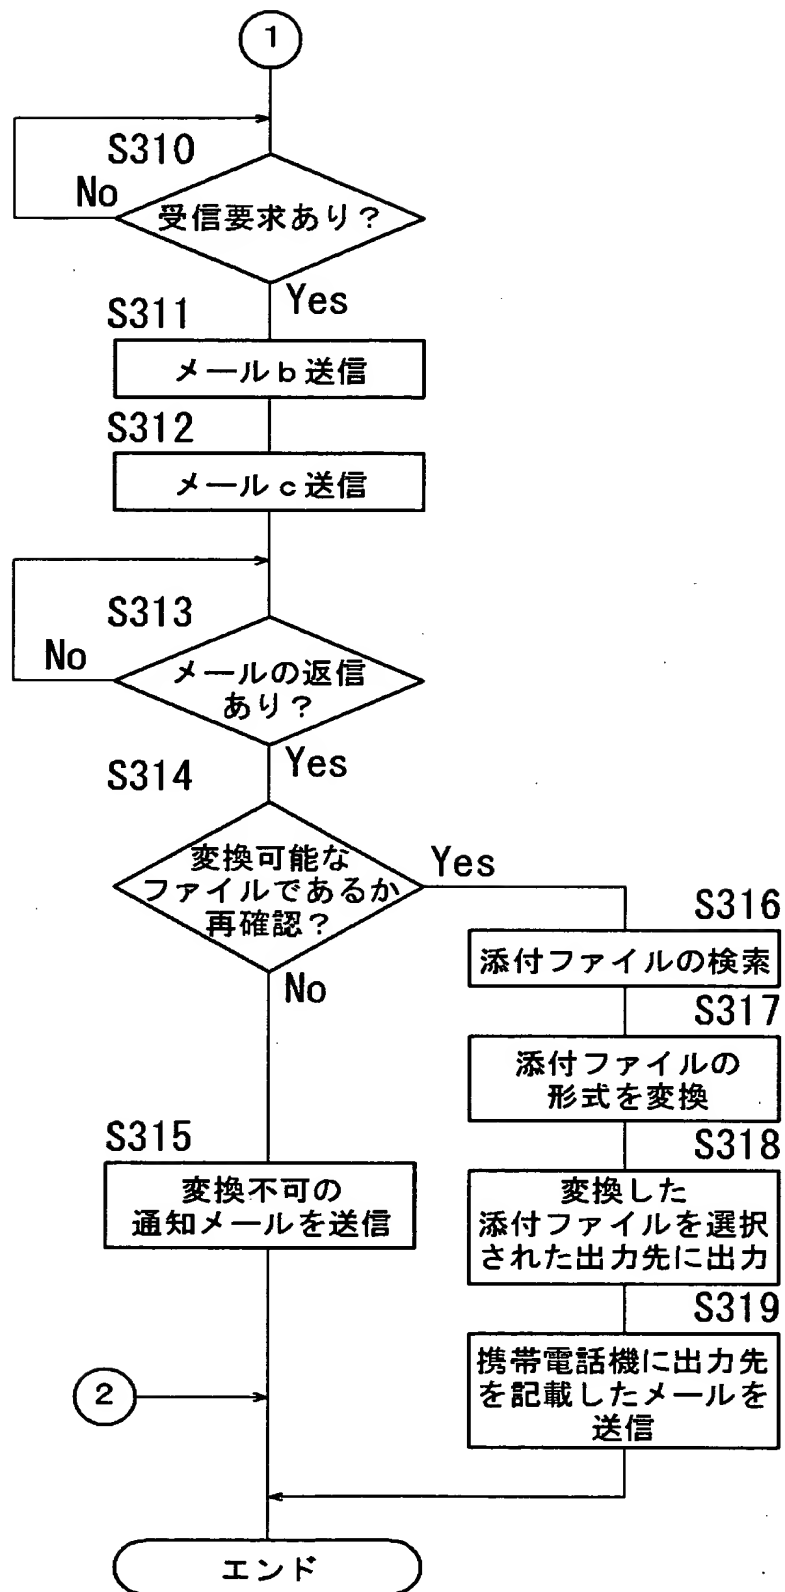 1
S310
No
受信要求あり？
Yes
S311
メールｂ送信
S312
メールｃ送信
S313
No
メールの返信
あり？
Yes
S314
変換可能な
ファイルであるか
再確認？
Yes
No
S316
添付ファイルの検索
S317
添付ファイルの
形式を変換
S315
変換不可の
通知メールを送信
S318
変換した
添付ファイルを選択
された出力先に出力
S319
携帯電話機に出力先
を記載したメールを
送信
2
エンド